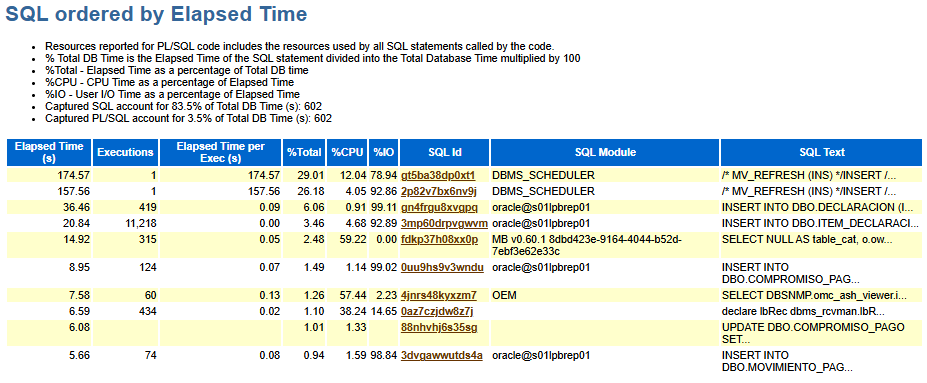 SQL ordered by Elapsed Time
Resources reported for PL/SQL code includes the resources used by all SQL statements called by the code.
% Total DB Time is the Elapsed Time of the SQL statement divided into the Total Database Time multiplied by 100
%Total - Elapsed Time as a percentage of Total DB time
%CPU - CPU Time as a percentage of Elapsed Time
%IO - User I/O Time as a percentage of Elapsed Time
Captured SQL account for 83.5% of Total DB Time (s): 602
Captured PL/SQL account for 3.5% of Total DB Time (s): 602
Elapsed Time (s) Executions Elapsed Time per Exec (s) %Total %CPU %IO SQL Id SQL Module SQL Text
174.57 1 174.57 29.01 12.04 78.94 gt5ba38dp0xt1 DBMS_SCHEDULER /* MV_REFRESH (INS) */INSERT /...
157.56 1 157.56 26.18 4.05 92.86 2p82v7bx6nv9j DBMS_SCHEDULER /* MV_REFRESH (INS) */INSERT /...
36.46 419 0.09 6.06 0.91 99.11 gn4frgu8xvgpq oracle@s01lpbrep01 INSERT INTO DBO.DECLARACION (I...
20.84 11,218 0.00 3.46 4.68 92.89 3mp60drpvgwvm oracle@s01lpbrep01 INSERT INTO DBO.ITEM_DECLARACI...
14.92 315 0.05 2.48 59.22 0.00 fdkp37h08xx0p MB v0.60.1 8dbd423e-9164-4044-b52d- SELECT NULL AS table_cat, o.ow...
7ebf3e62e33c
8.95 124 0.07 1.49 1.14 99.02 0uu9hs9v3wndu oracle@s01lpbrep01 INSERT INTO
DBO.COMPROMISO_PAG...
7.58 60 0.13 1.26 57.44 2.23 4jnrs48kyxzm7 OEM SELECT DBSNMP.omc_ash_viewer.i...
6.59 434 0.02 1.10 38.24 14.65 0az7czjdw8z7j declare lbRec dbms_rcvman.lbR...
6.08 1.01 1.33 88nhvhj6s35sg UPDATE DBO.COMPROMISO_PAGO
SET...
5.66 74 0.08 0.94 1.59 98.84 3dvgawwutds4a oracle@s01lpbrep01 INSERT INTO
DBO.MOVIMIENTO_PAG...